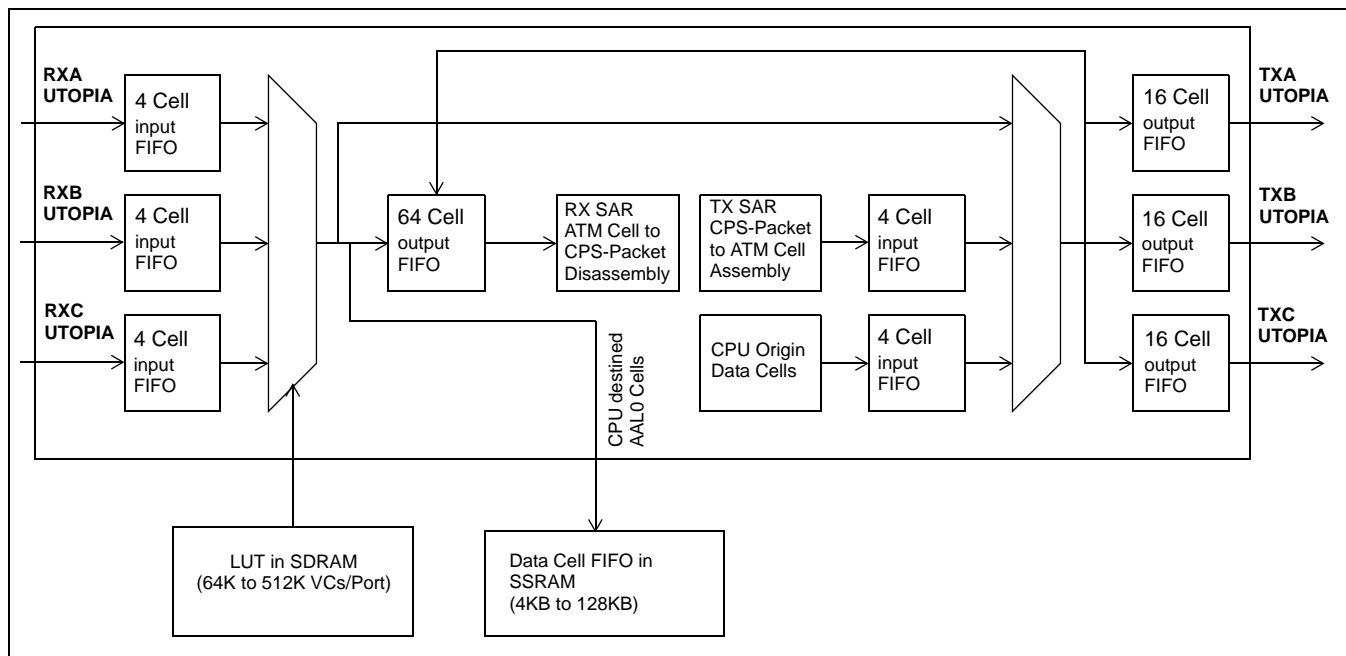 RXA
UTOPIA
4 Cell
input
FIFO
RXB
UTOPIA
4 Cell
input
FIFO
RXC
UTOPIA
4 Cell
input
FIFO
64 Cell
output
FIFO
RX SAR
ATM Cell to
CPS-Packet
Disassembly
TX SAR
CPS-Packet
to ATM Cell
Assembly
4 Cell
input
FIFO
CPU Origin
Data Cells
4 Cell
input
FIFO
16 Cell
output
FIFO
TXA
UTOPIA
16 Cell
output
FIFO
TXB
UTOPIA
16 Cell
output
FIFO
TXC
UTOPIA
CPU destined
AAL0 Cells
LUT in SDRAM
(64K to 512K VCs/Port)
Data Cell FIFO in
SSRAM
(4KB to 128KB)